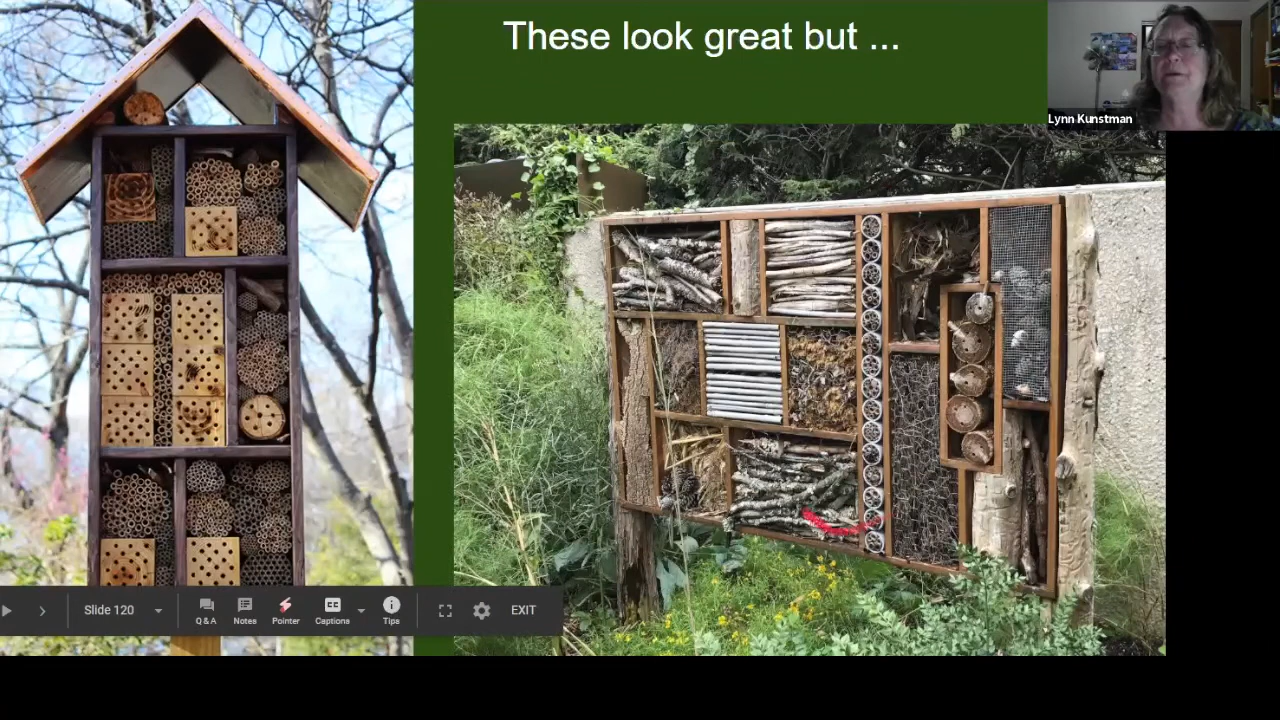 These look great but ...
Lynn Kunstman
Slide 120
Q & A
Notes
Pointer
Captions
Tips
EXIT